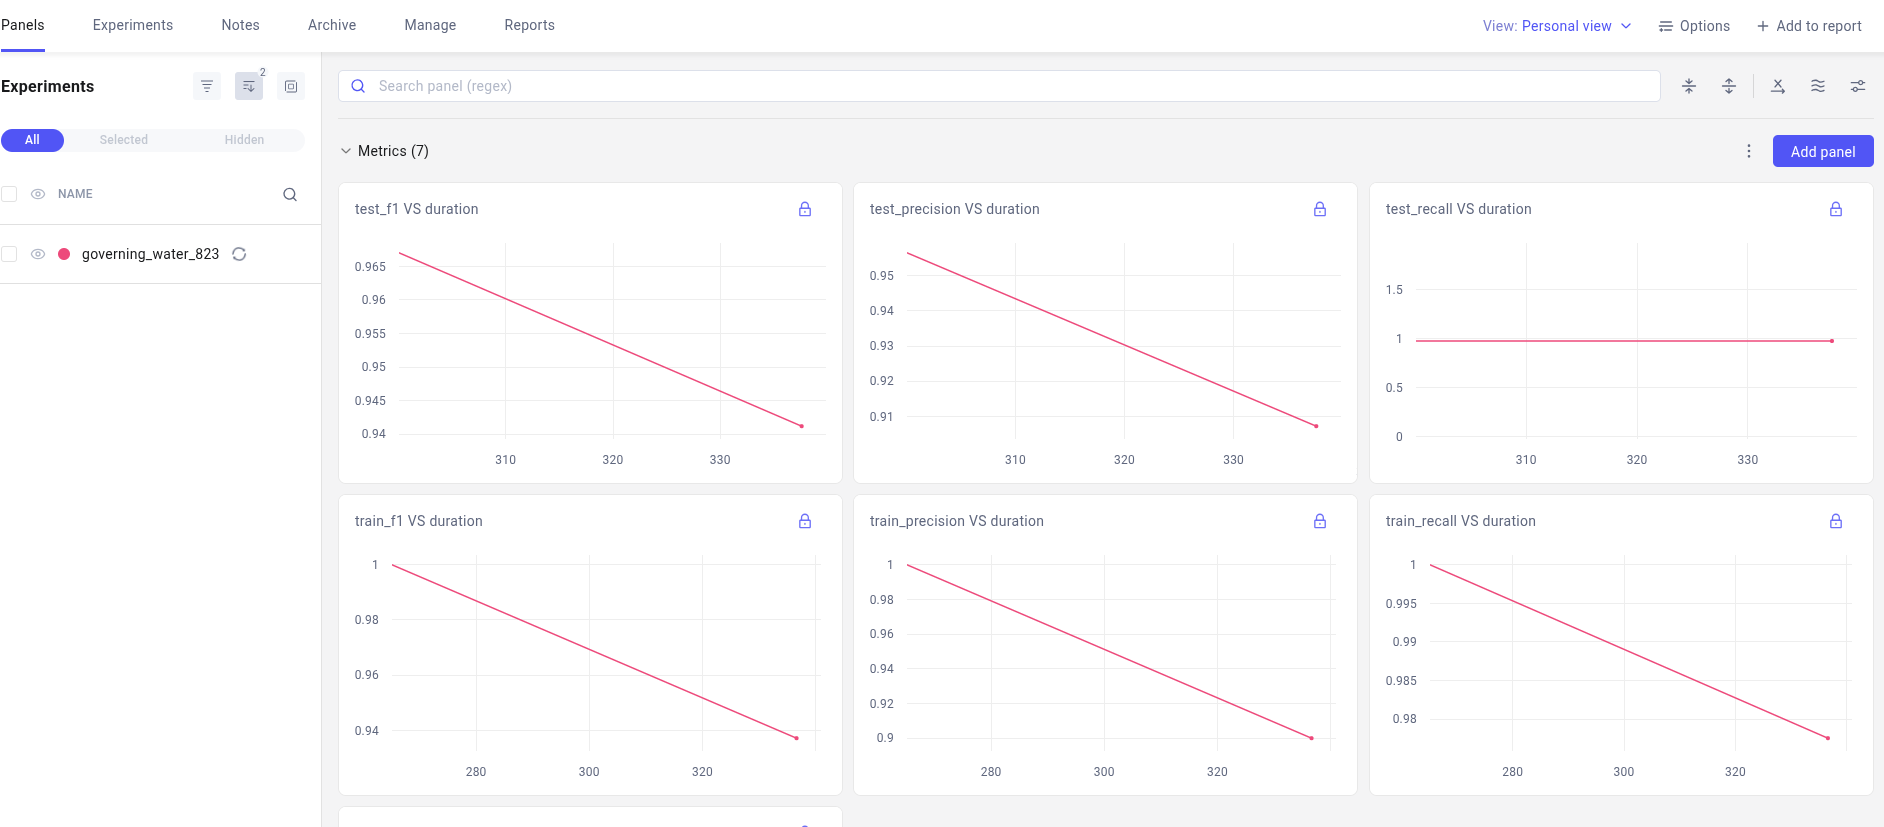 Panels Experiments Notes Archive Manage Reports View: Personal view Options Add to report
Experiments 2
Search panel (regex)
All Selected Hidden
Metrics (7) Add panel
NAME
governing_water_823
test_f1 VS duration
0.965
0.96
0.955
0.95
0.945
0.94
310 320 330
test_precision VS duration
0.95
0.94
0.93
0.92
0.91
310 320 330
test_recall VS duration
1.5
1
0.5
0
310 320 330
train_f1 VS duration
1
0.98
0.96
0.94
280 300 320
train_precision VS duration
1
0.98
0.96
0.94
0.92
0.9
280 300 320
train_recall VS duration
1
0.995
0.99
0.985
0.98
280 300 320